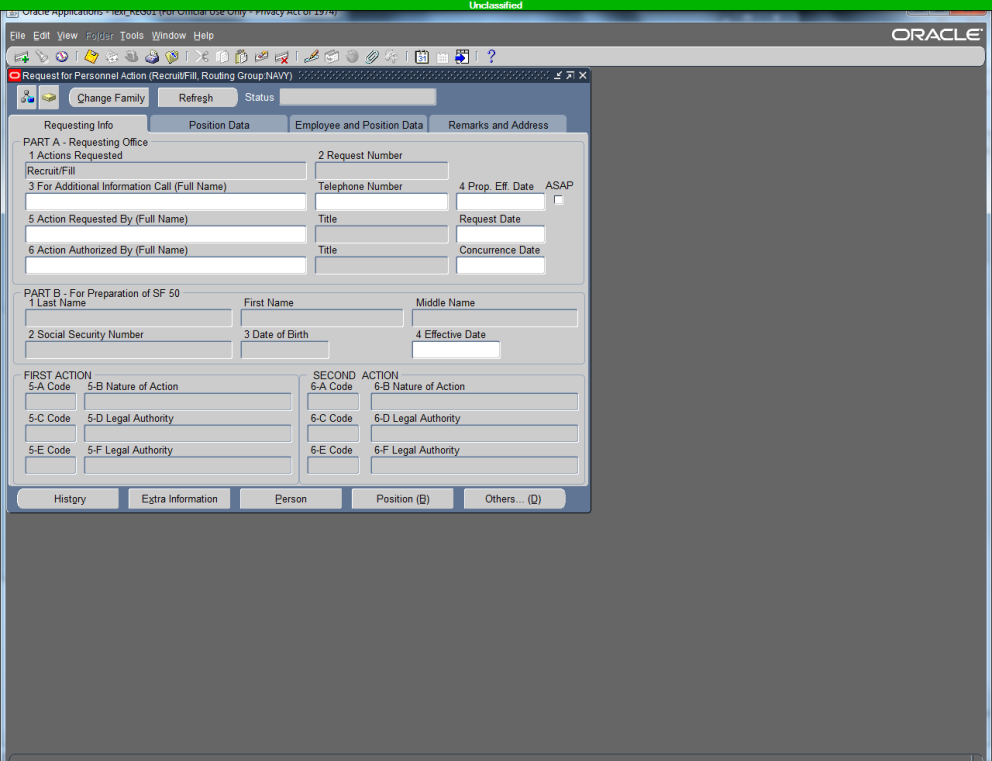 Unclassified
Oracle Applications - Text_REG01 (For Official Use Only - Privacy Act of 1974)
File Edit View Folder Tools Window Help
ORACLE
Request for Personnel Action (Recruit/Fill, Routing Group:NAVY)
Change Family Refresh Status
Requesting Info Position Data Employee and Position Data Remarks and Address
PART A - Requesting Office
1 Actions Requested 2 Request Number
Recruit/Fill
3 For Additional Information Call (Full Name) Telephone Number 4 Prop. Eff. Date ASAP
5 Action Requested By (Full Name) Title Request Date
6 Action Authorized By (Full Name) Title Concurrence Date
PART B - For Preparation of SF 50
1 Last Name First Name Middle Name
2 Social Security Number 3 Date of Birth 4 Effective Date
FIRST ACTION SECOND ACTION
5-A Code 5-B Nature of Action 6-A Code 6-B Nature of Action
5-C Code 5-D Legal Authority 6-C Code 6-D Legal Authority
5-E Code 5-F Legal Authority 6-E Code 6-F Legal Authority
History Extra Information Person Position (B) Others... (D)